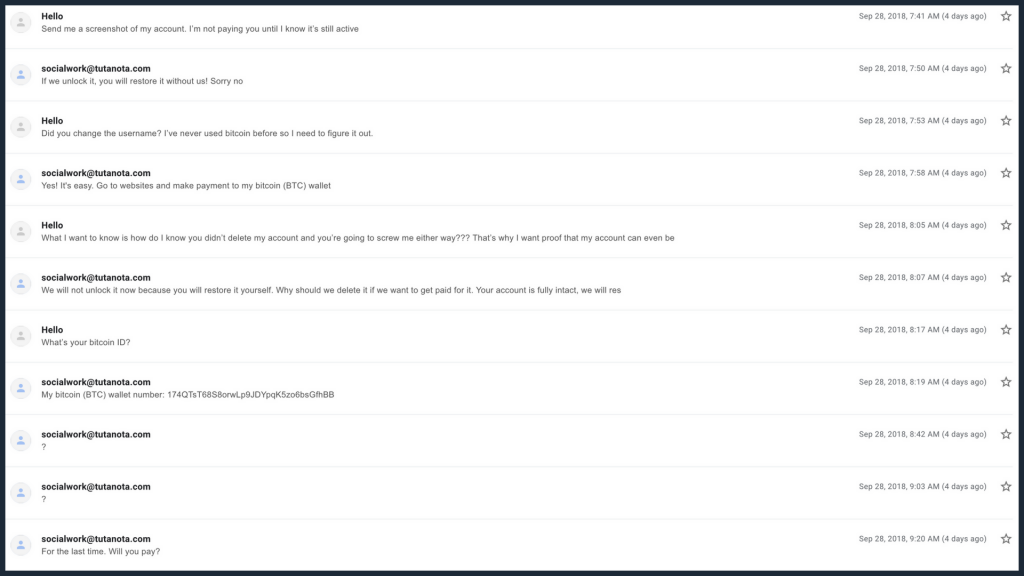 Hello
Sep 28, 2018, 7:41 AM (4 days ago)
Send me a screenshot of my account. I'm not paying you until I know it's still active
socialwork@tutanota.com
Sep 28, 2018, 7:50 AM (4 days ago)
If we unlock it, you will restore it without us! Sorry no
Hello
Sep 28, 2018, 7:53 AM (4 days ago)
Did you change the username? I've never used bitcoin before so I need to figure it out.
socialwork@tutanota.com
Sep 28, 2018, 7:58 AM (4 days ago)
Yes! It's easy. Go to websites and make payment to my bitcoin (BTC) wallet
Hello
Sep 28, 2018, 8:05 AM (4 days ago)
What I want to know is how do I know you didn't delete my account and you're going to screw me either way??? That's why I want proof that my account can even be
socialwork@tutanota.com
Sep 28, 2018, 8:07 AM (4 days ago)
We will not unlock it now because you will restore it yourself. Why should we delete it if we want to get paid for it. Your account is fully intact, we will res
Hello
Sep 28, 2018, 8:17 AM (4 days ago)
What's your bitcoin ID?
socialwork@tutanota.com
Sep 28, 2018, 8:19 AM (4 days ago)
My bitcoin (BTC) wallet number: 174QTsT68S8orwLp9JDYpqK5zo6bsGfhBB
socialwork@tutanota.com
Sep 28, 2018, 8:42 AM (4 days ago)
?
socialwork@tutanota.com
Sep 28, 2018, 9:03 AM (4 days ago)
?
socialwork@tutanota.com
Sep 28, 2018, 9:20 AM (4 days ago)
For the last time. Will you pay?